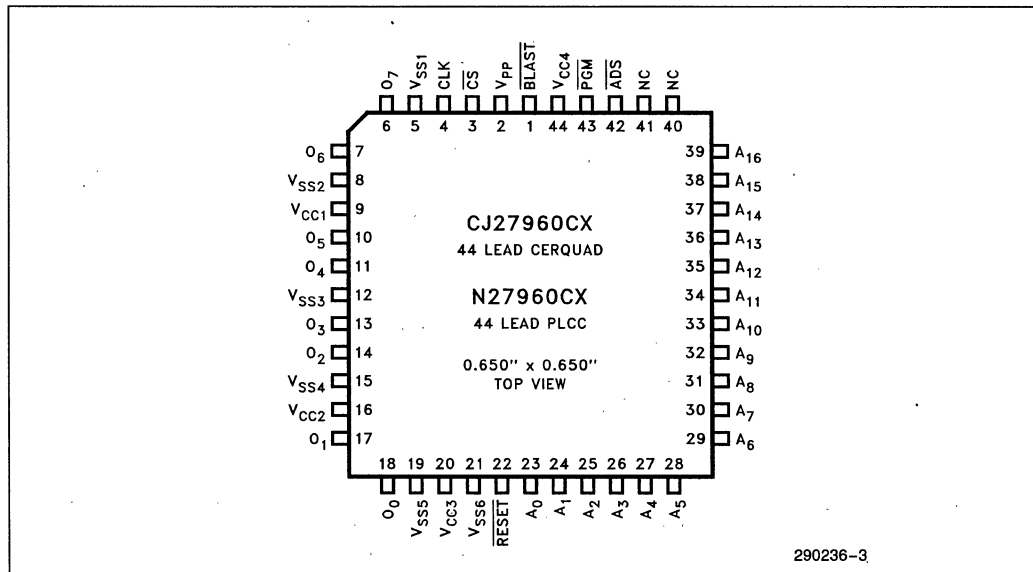 O7 VSS1 CLK CS VPP BLAST VCC4 PGM ADS NC NC
6 5 4 3 2 1 44 43 42 41 40
O6 7 39 A16
VSS2 8 38 A15
VCC1 9 37 A14
O5 10 36 A13
O4 11 35 A12
VSS3 12 34 A11
O3 13 33 A10
O2 14 32 A9
VSS4 15 31 A8
VCC2 16 30 A7
O1 17 29 A6
CJ27960CX
44 LEAD CERQUAD
N27960CX
44 LEAD PLCC
0.650" x 0.650"
TOP VIEW
18 19 20 21 22 23 24 25 26 27 28
O0 VSS5 VCC3 VSS6 RESET A0 A1 A2 A3 A4 A5
290236-3